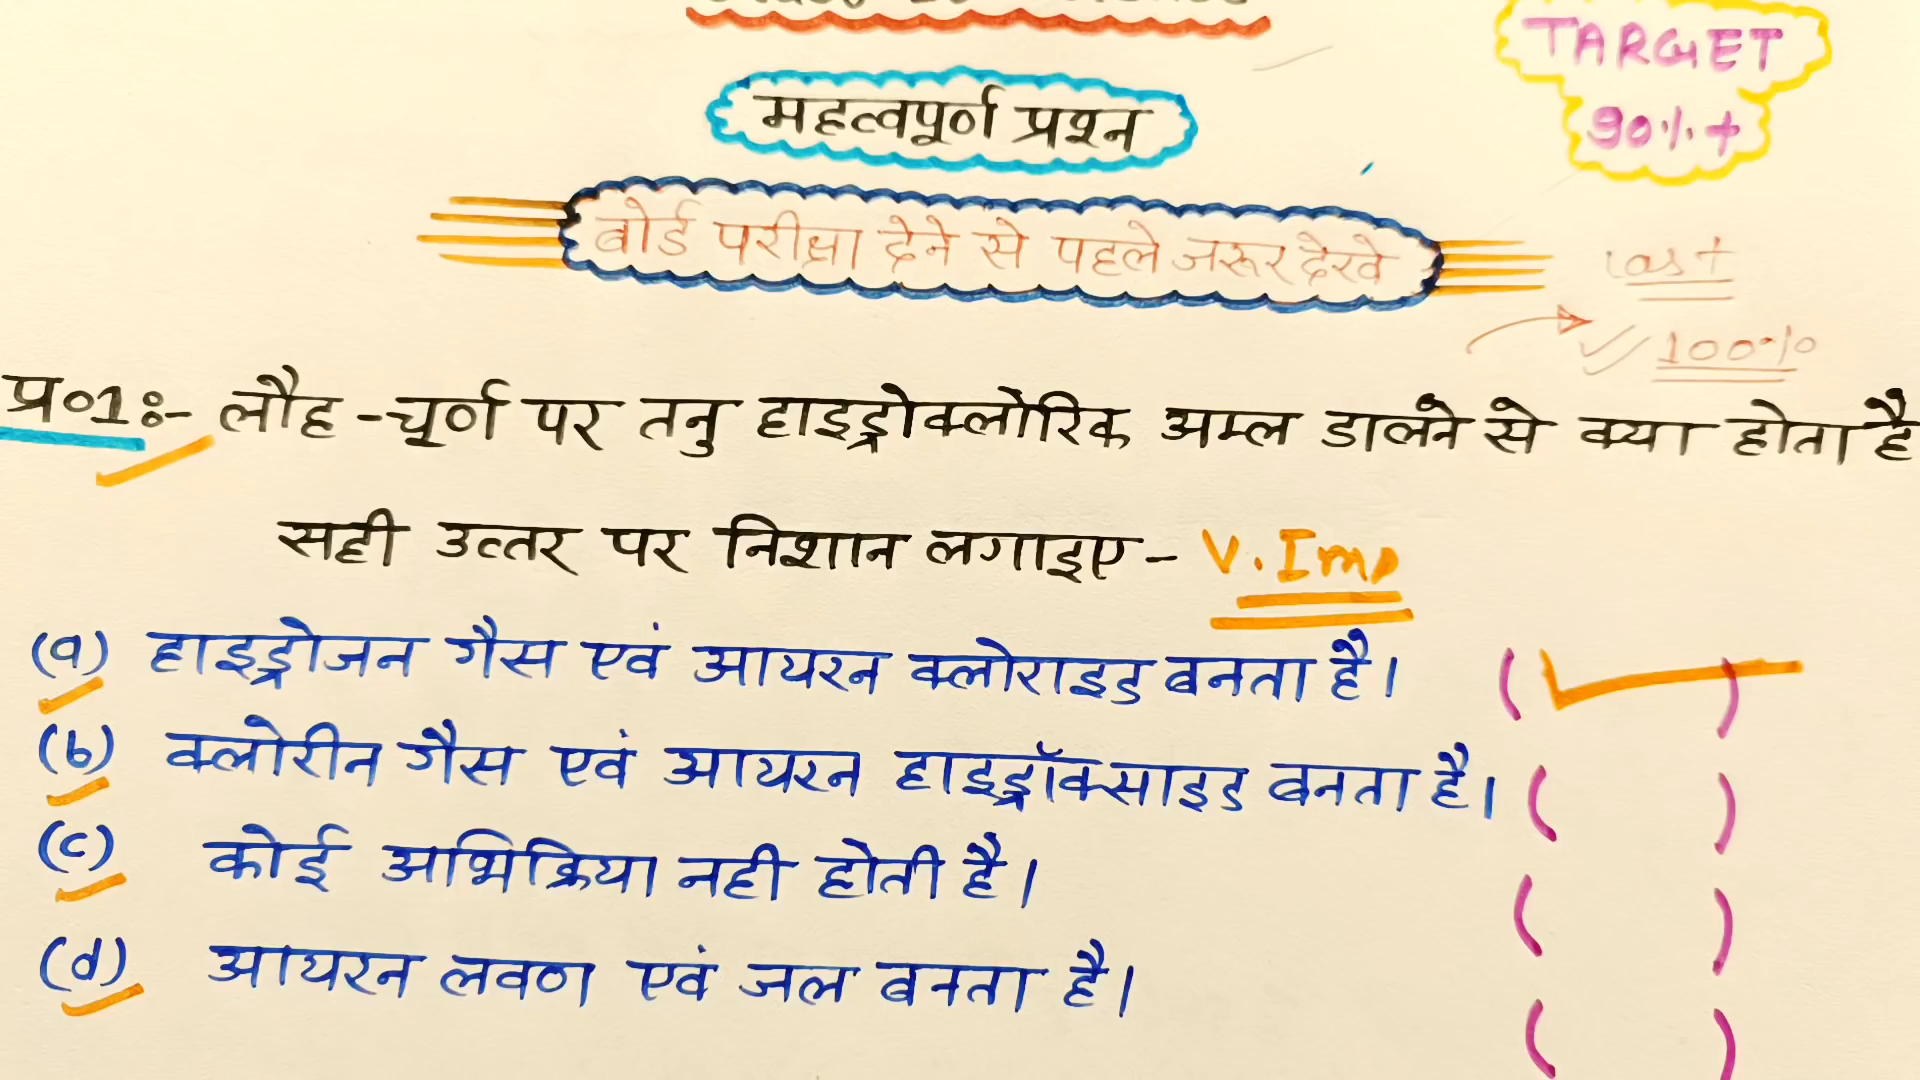 TARGET
90%+
महत्वपूर्ण प्रश्न
बोर्ड परीक्षा देने से पहले जरूर देखे
Last
100%
प्र०1:- लौह-चूर्ण पर तनु हाइड्रोक्लोरिक अम्ल डालने से क्या होता है
सही उत्तर पर निशान लगाइए - V. Imp
(a) हाइड्रोजन गैस एवं आयरन क्लोराइड बनता है। ( ✓ )
(b) क्लोरीन गैस एवं आयरन हाइड्रॉक्साइड बनता है। ( )
(c) कोई अभिक्रिया नही होती है। ( )
(d) आयरन लवण एवं जल बनता है। ( )